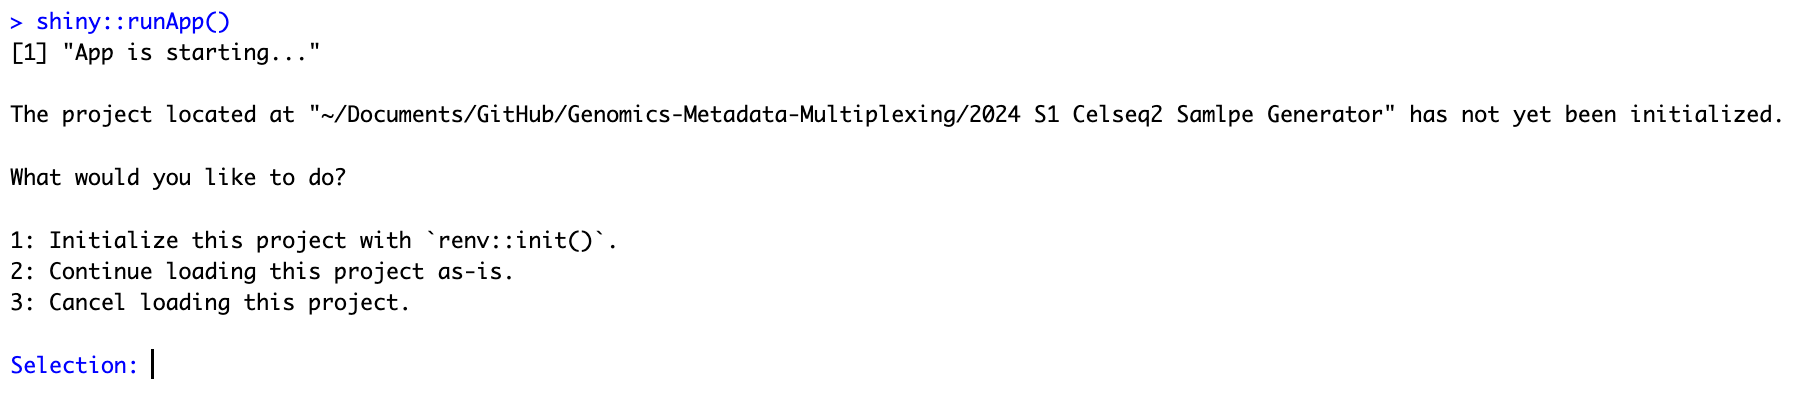 > shiny::runApp()
[1] "App is starting..."
The project located at "~/Documents/GitHub/Genomics-Metadata-Multiplexing/2024 S1 Celseq2 Samlpe Generator" has not yet been initialized.
What would you like to do?
1: Initialize this project with `renv::init()`.
2: Continue loading this project as-is.
3: Cancel loading this project.
Selection: